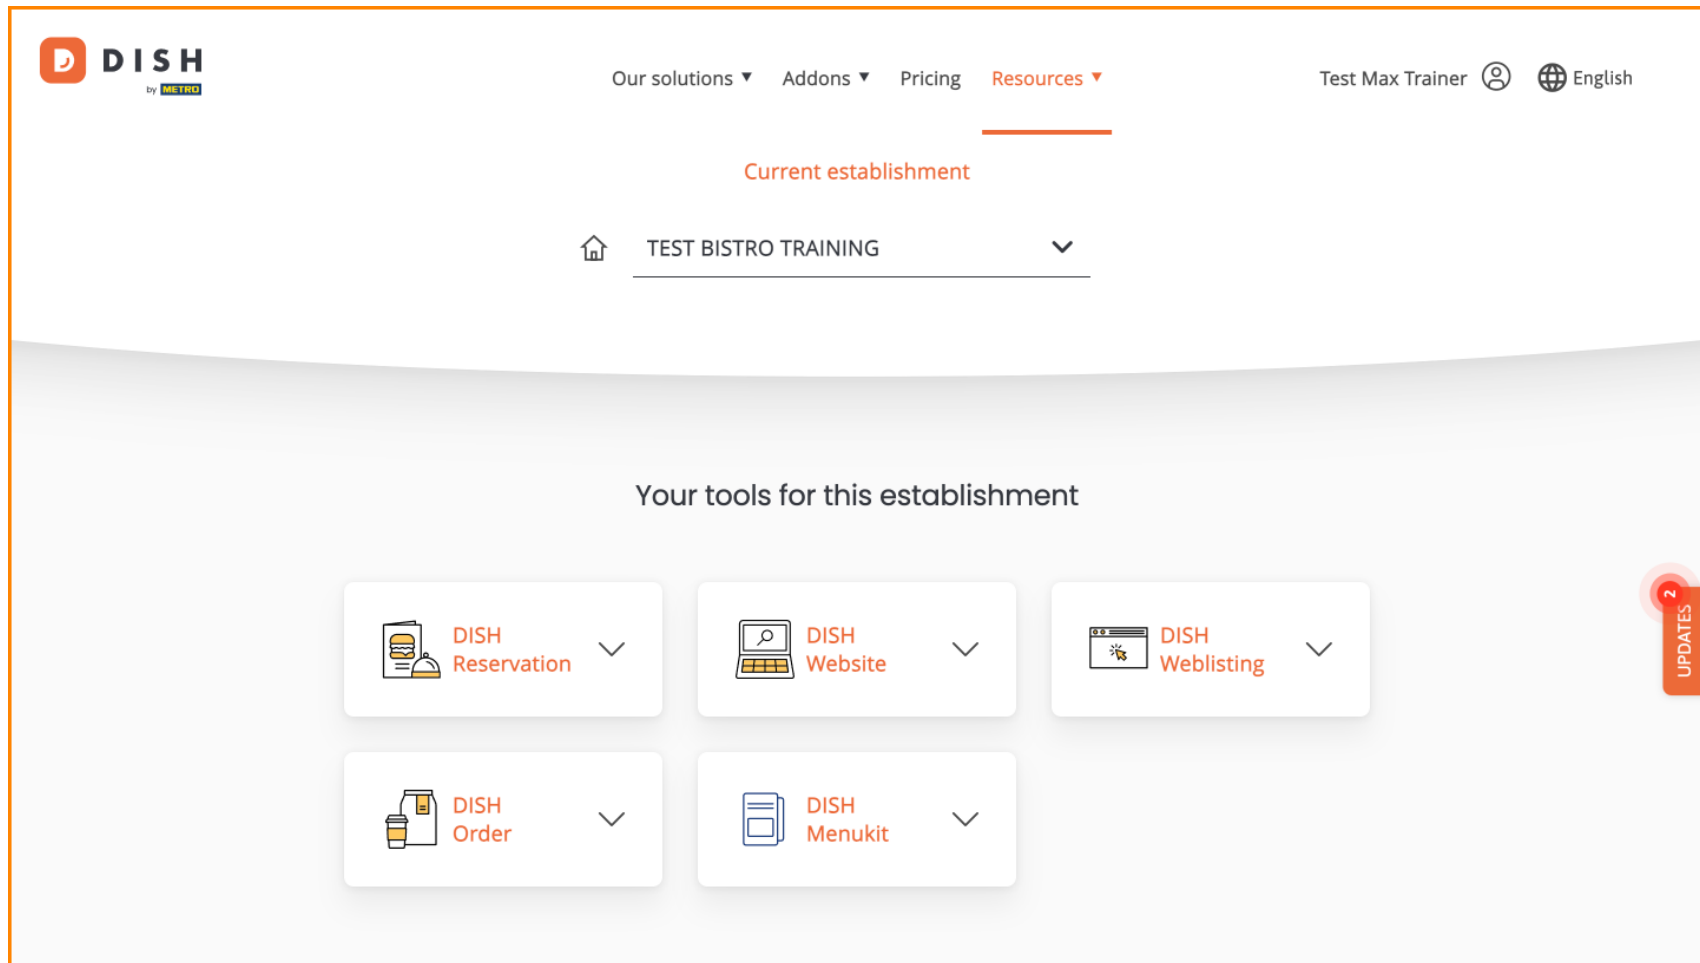 DISH
by METRO
Our solutions ▼ Addons ▼ Pricing Resources ▼
Test Max Trainer English
Current establishment
TEST BISTRO TRAINING
Your tools for this establishment
DISH
Reservation
DISH
Website
DISH
Weblisting
DISH
Order
DISH
Menukit
2
UPDATES